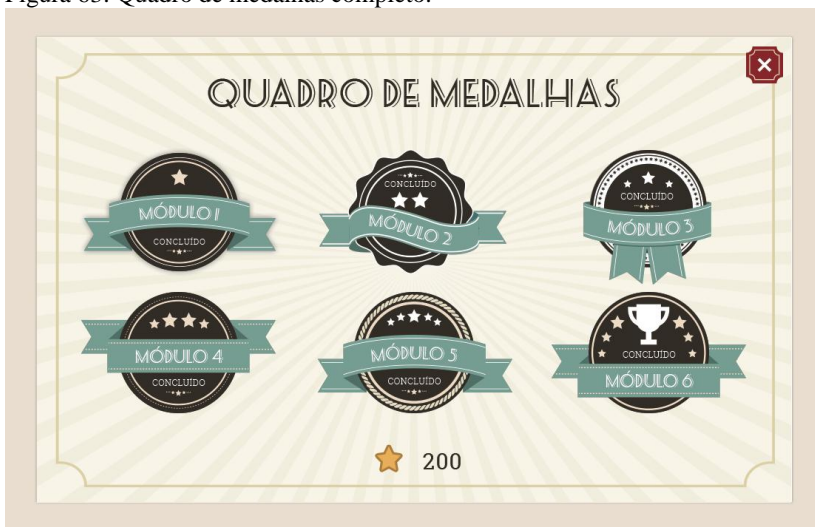 Figura 63: Quadro de medalhas completo.
QUADRO DE MEDALHAS
MÓDULO 1
CONCLUÍDO
CONCLUÍDO
MÓDULO 2
CONCLUÍDO
MÓDULO 3
MÓDULO 4
CONCLUÍDO
MÓDULO 5
CONCLUÍDO
CONCLUÍDO
MÓDULO 6
200